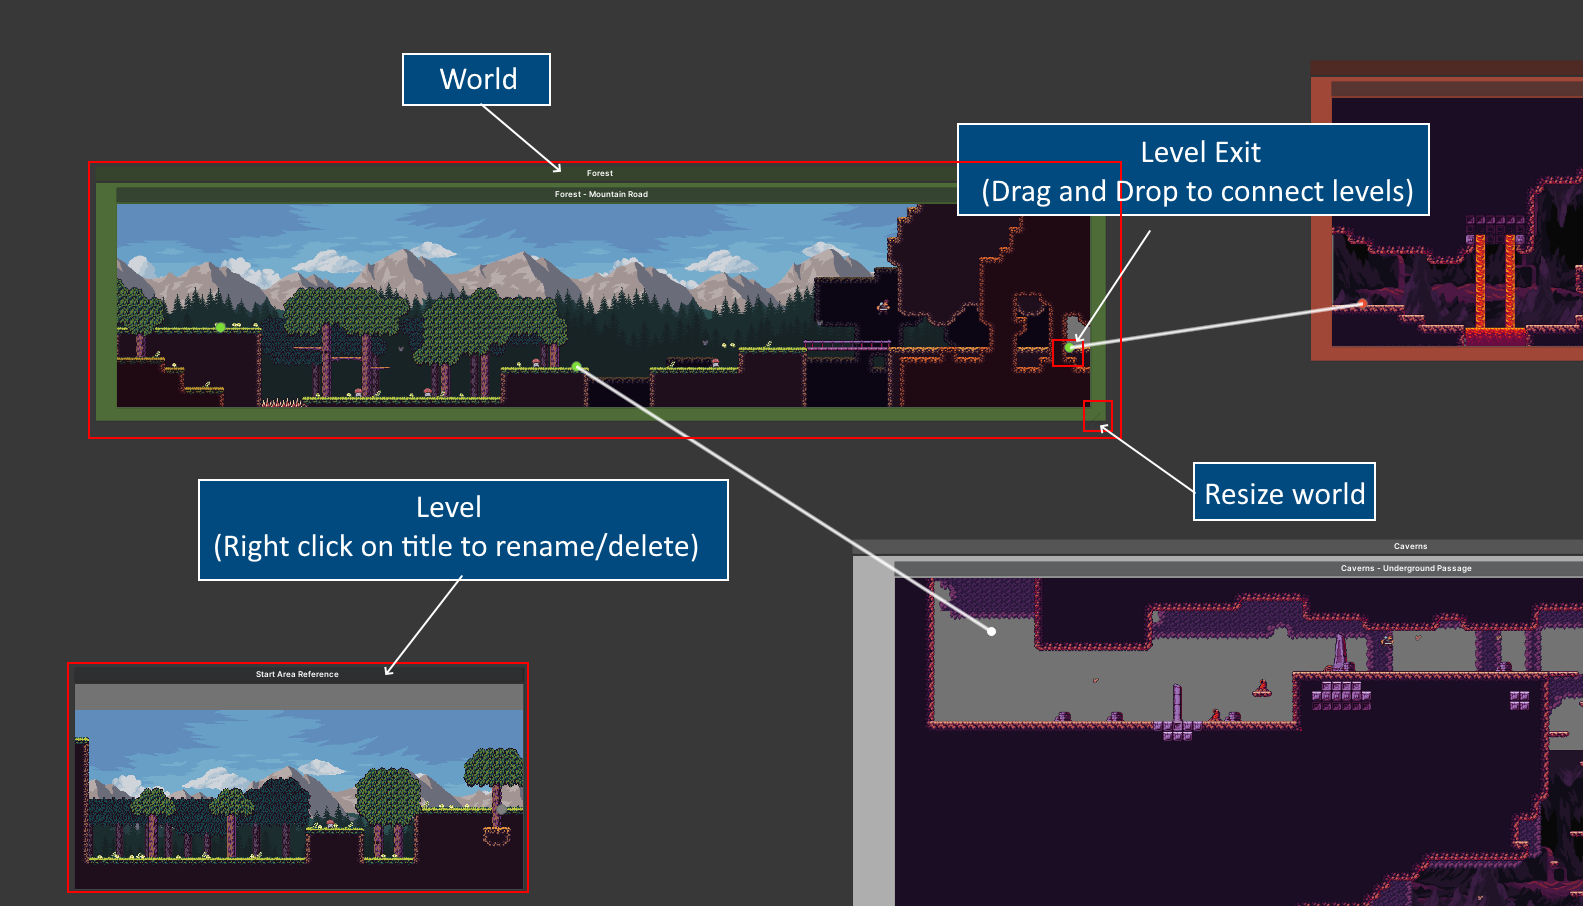 World
Level Exit
(Drag and Drop to connect levels)
Forest
Forest - Mountain Road
Resize world
Level
(Right click on title to rename/delete)
Caverns
Caverns - Underground Passage
Start Area Reference